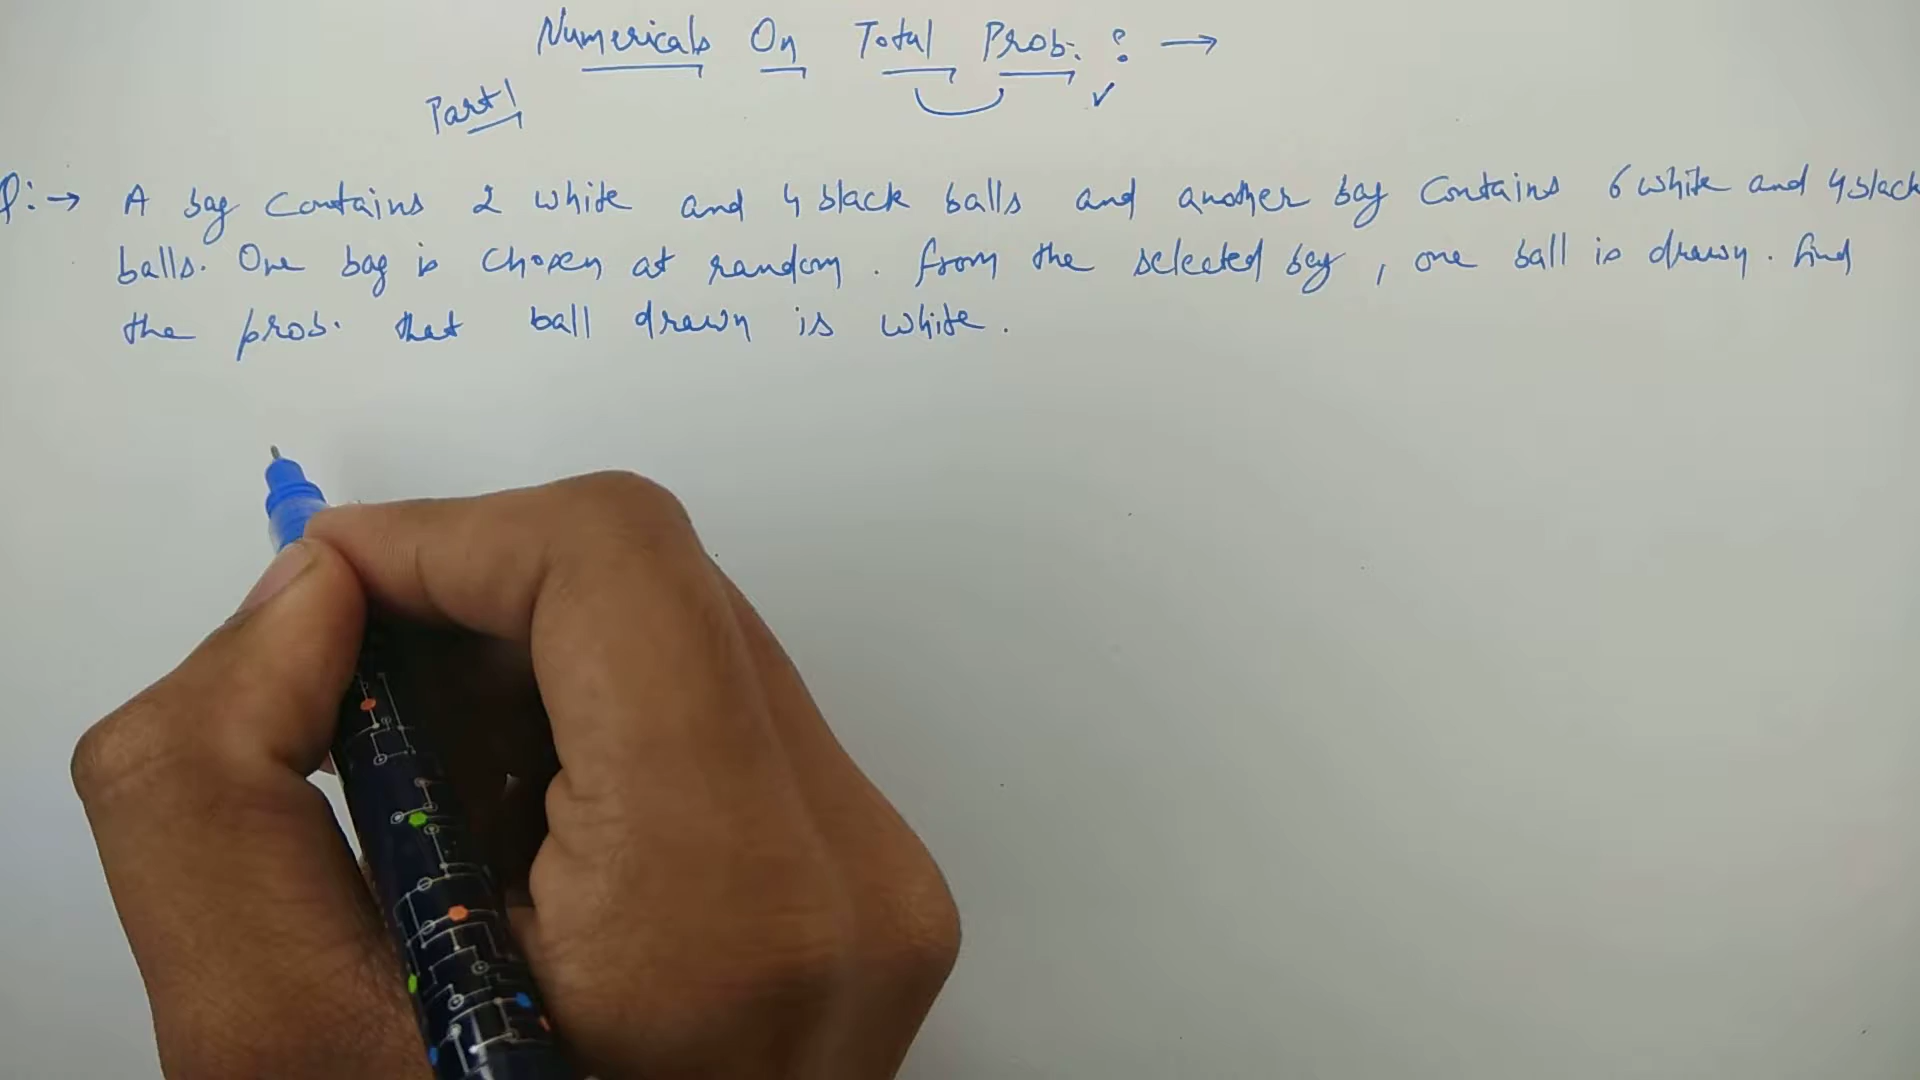 Numericals On Total Prob. : →
Part 1
Q: → A bag contains 2 white and 4 black balls and another bag contains 6 white and 4 black
balls. One bag is chosen at random. from the selected bag, one ball is drawn. find
the prob. that ball drawn is white.